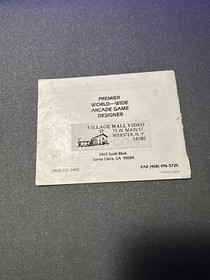 PREMIER
WORLD—WIDE
ARCADE GAME
DESIGNER
VILLAGE MALL VIDEO
75 W. MAIN ST.
WEBSTER, N.Y.
14580
3303 Scott Blvd.
Santa Clara, CA 95054
FAX (408) 496-5720